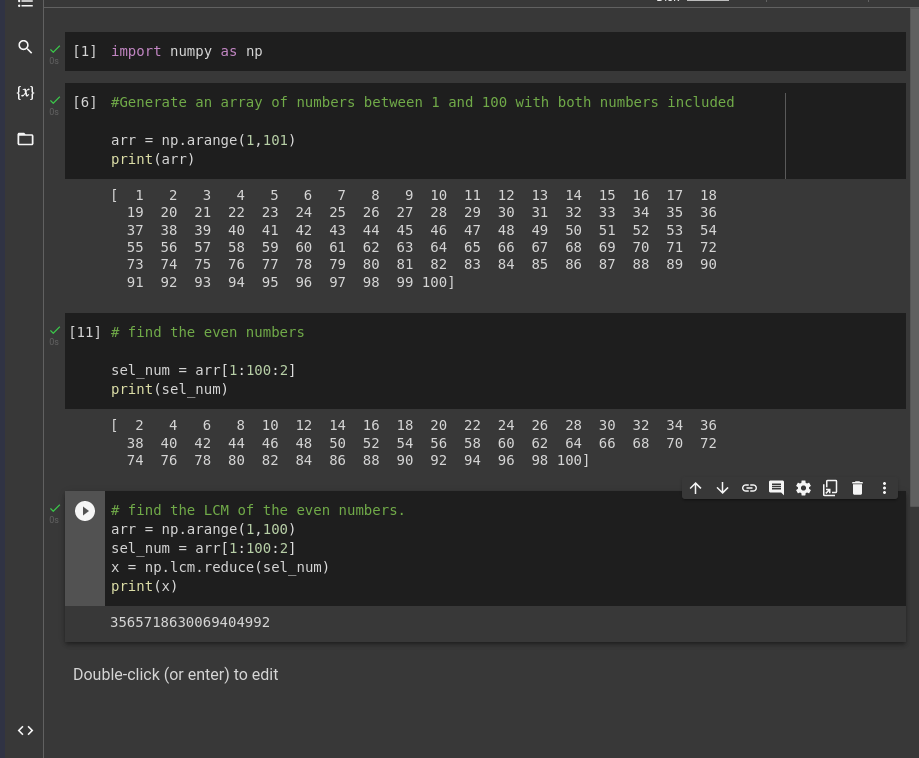 [1] import numpy as np
0s
[6] #Generate an array of numbers between 1 and 100 with both numbers included
0s
{x}
arr = np.arange(1,101)
print(arr)
[  1   2   3   4   5   6   7   8   9  10  11  12  13  14  15  16  17  18
  19  20  21  22  23  24  25  26  27  28  29  30  31  32  33  34  35  36
  37  38  39  40  41  42  43  44  45  46  47  48  49  50  51  52  53  54
  55  56  57  58  59  60  61  62  63  64  65  66  67  68  69  70  71  72
  73  74  75  76  77  78  79  80  81  82  83  84  85  86  87  88  89  90
  91  92  93  94  95  96  97  98  99 100]
[11] # find the even numbers
0s
sel_num = arr[1:100:2]
print(sel_num)
[  2   4   6   8  10  12  14  16  18  20  22  24  26  28  30  32  34  36
  38  40  42  44  46  48  50  52  54  56  58  60  62  64  66  68  70  72
  74  76  78  80  82  84  86  88  90  92  94  96  98 100]
# find the LCM of the even numbers.
0s
arr = np.arange(1,100)
sel_num = arr[1:100:2]
x = np.lcm.reduce(sel_num)
print(x)
3565718630069404992
Double-click (or enter) to edit